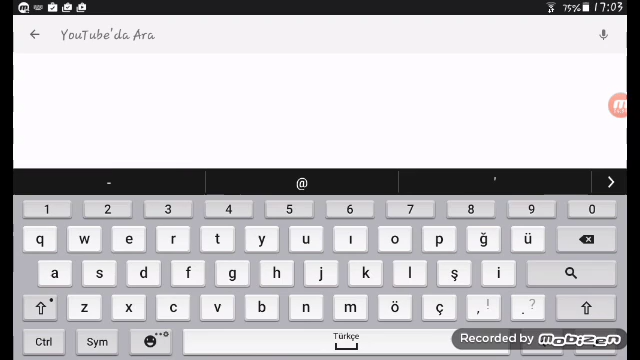 75% 17:03
YouTube'da Ara
- @ '
1 2 3 4 5 6 7 8 9 0
q w e r t y u ı o p ğ ü
a s d f g h j k l ş i
z x c v b n m ö ç , ! . ?
Ctrl Sym Türkçe
Recorded by mobizen